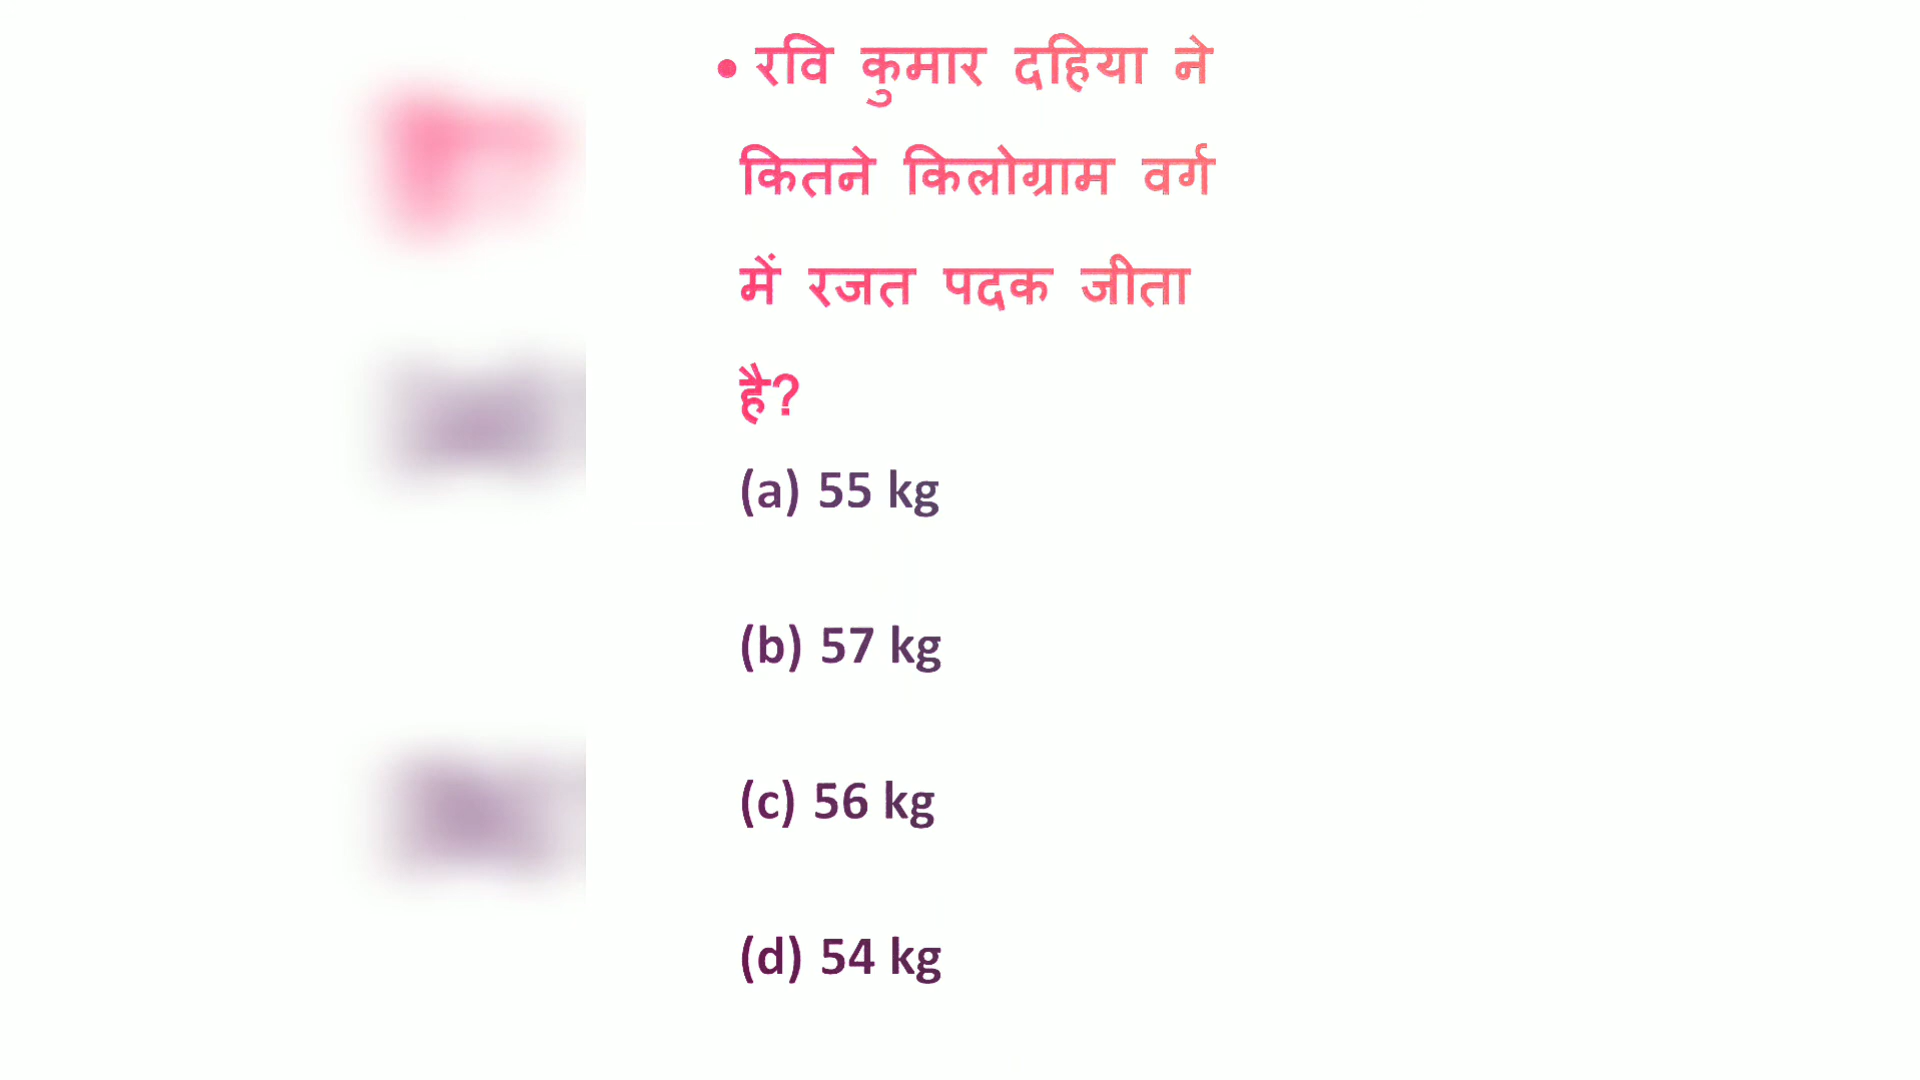 • रवि कुमार दहिया ने
कितने किलोग्राम वर्ग
में रजत पदक जीता
है?
(a) 55 kg
(b) 57 kg
(c) 56 kg
(d) 54 kg